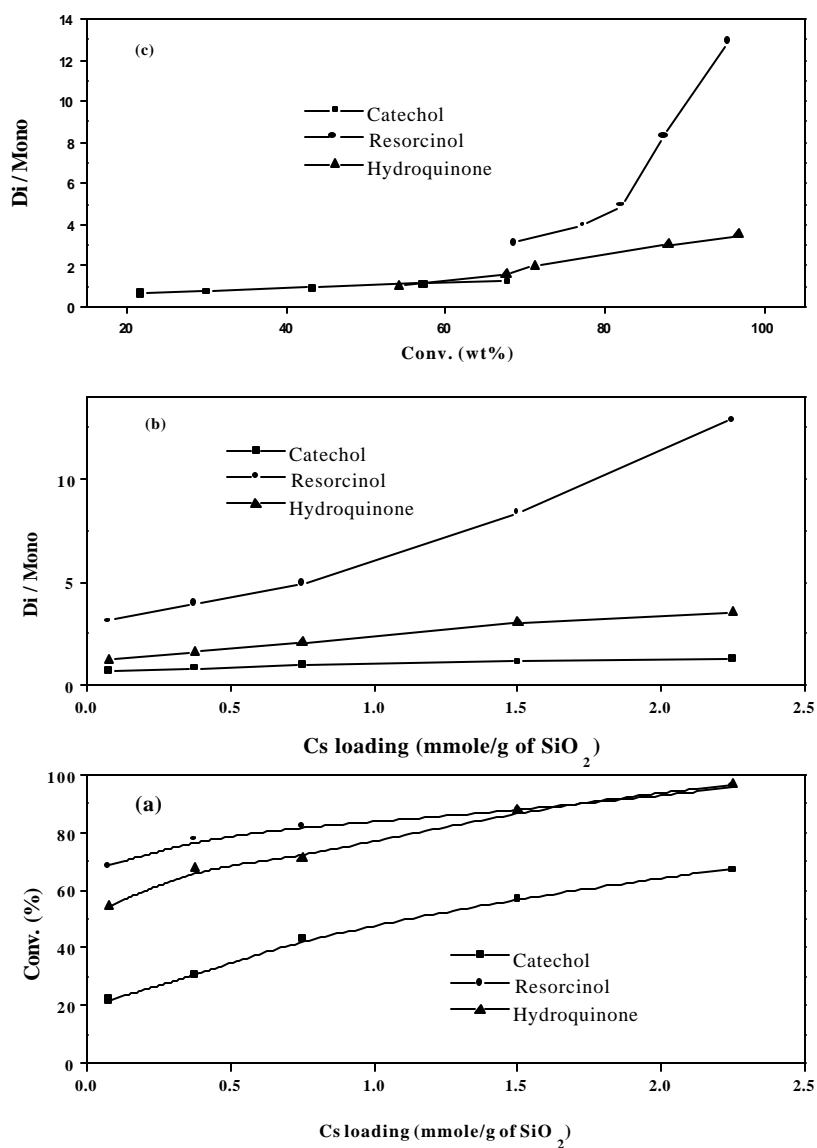 14
(c)
12
Catechol
10
Resorcinol
Hydroquinone
8
Di / Mono
6
4
2
0
20 40 60 80 100
Conv. (wt%)
(b)
Catechol
Resorcinol
Hydroquinone
10
Di / Mono
5
0
0.0 0.5 1.0 1.5 2.0 2.5
Cs loading (mmole/g of SiO2)
100
(a)
80
60
Conv. (%)
40
Catechol
Resorcinol
Hydroquinone
20
0
0.0 0.5 1.0 1.5 2.0 2.5
Cs loading (mmole/g of SiO2)